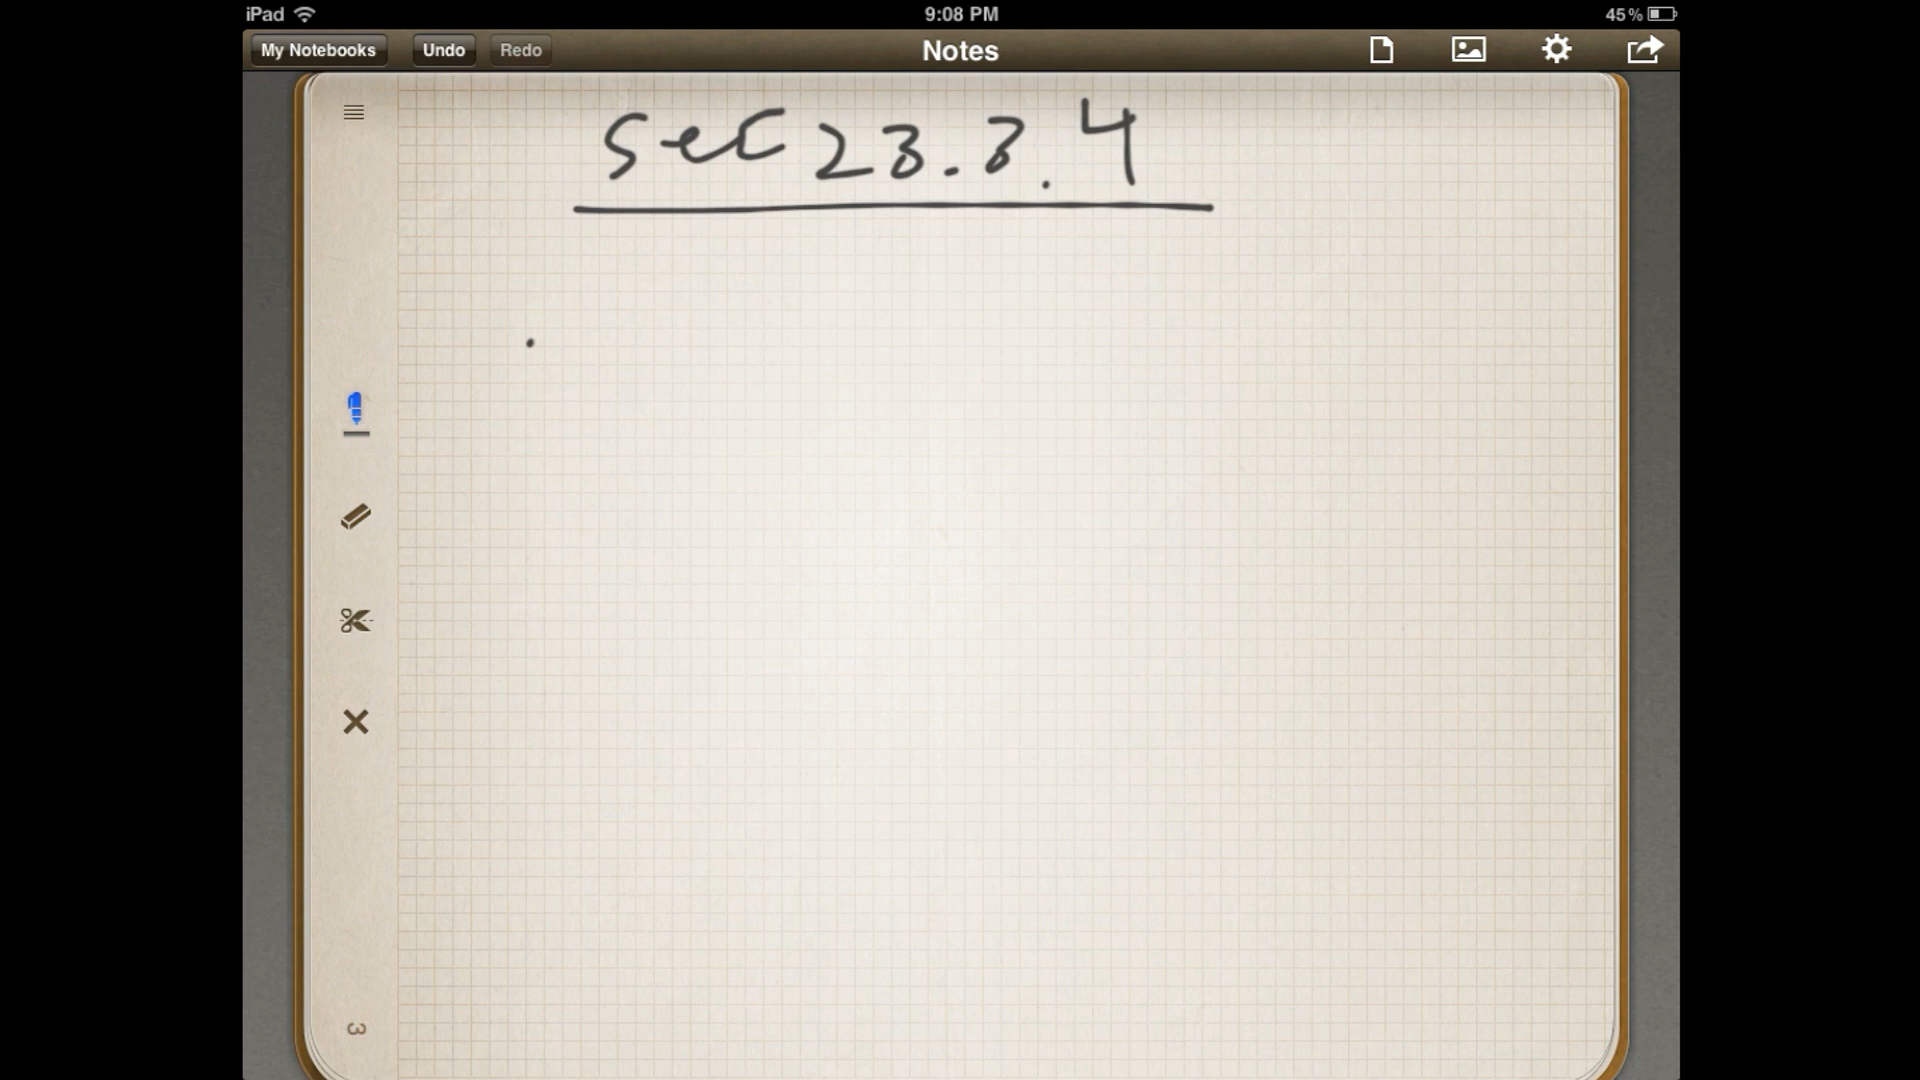 iPad 9:08 PM 45%
My Notebooks Undo Redo Notes
Sec 23.3.4
.
3